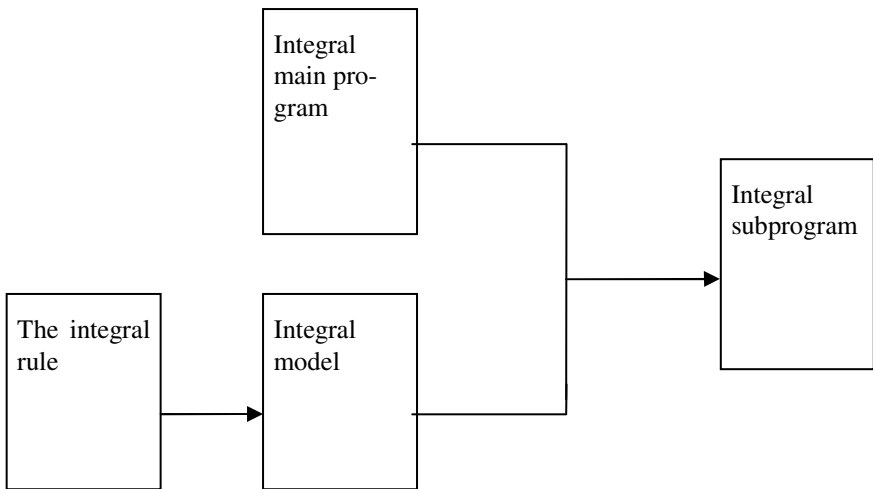 Integral
main pro-
gram
Integral
subprogram
The integral
rule
Integral
model